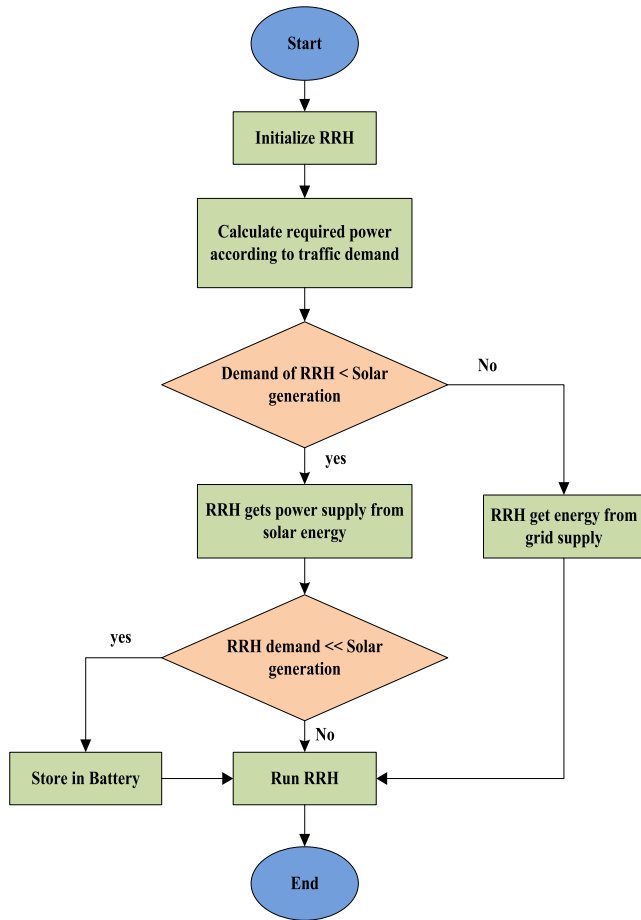 Start
Initialize RRH
Calculate required power
according to traffic demand
Demand of RRH < Solar
generation
No
yes
RRH gets power supply from
solar energy
RRH get energy from
grid supply
yes
RRH demand << Solar
generation
No
Store in Battery
Run RRH
End